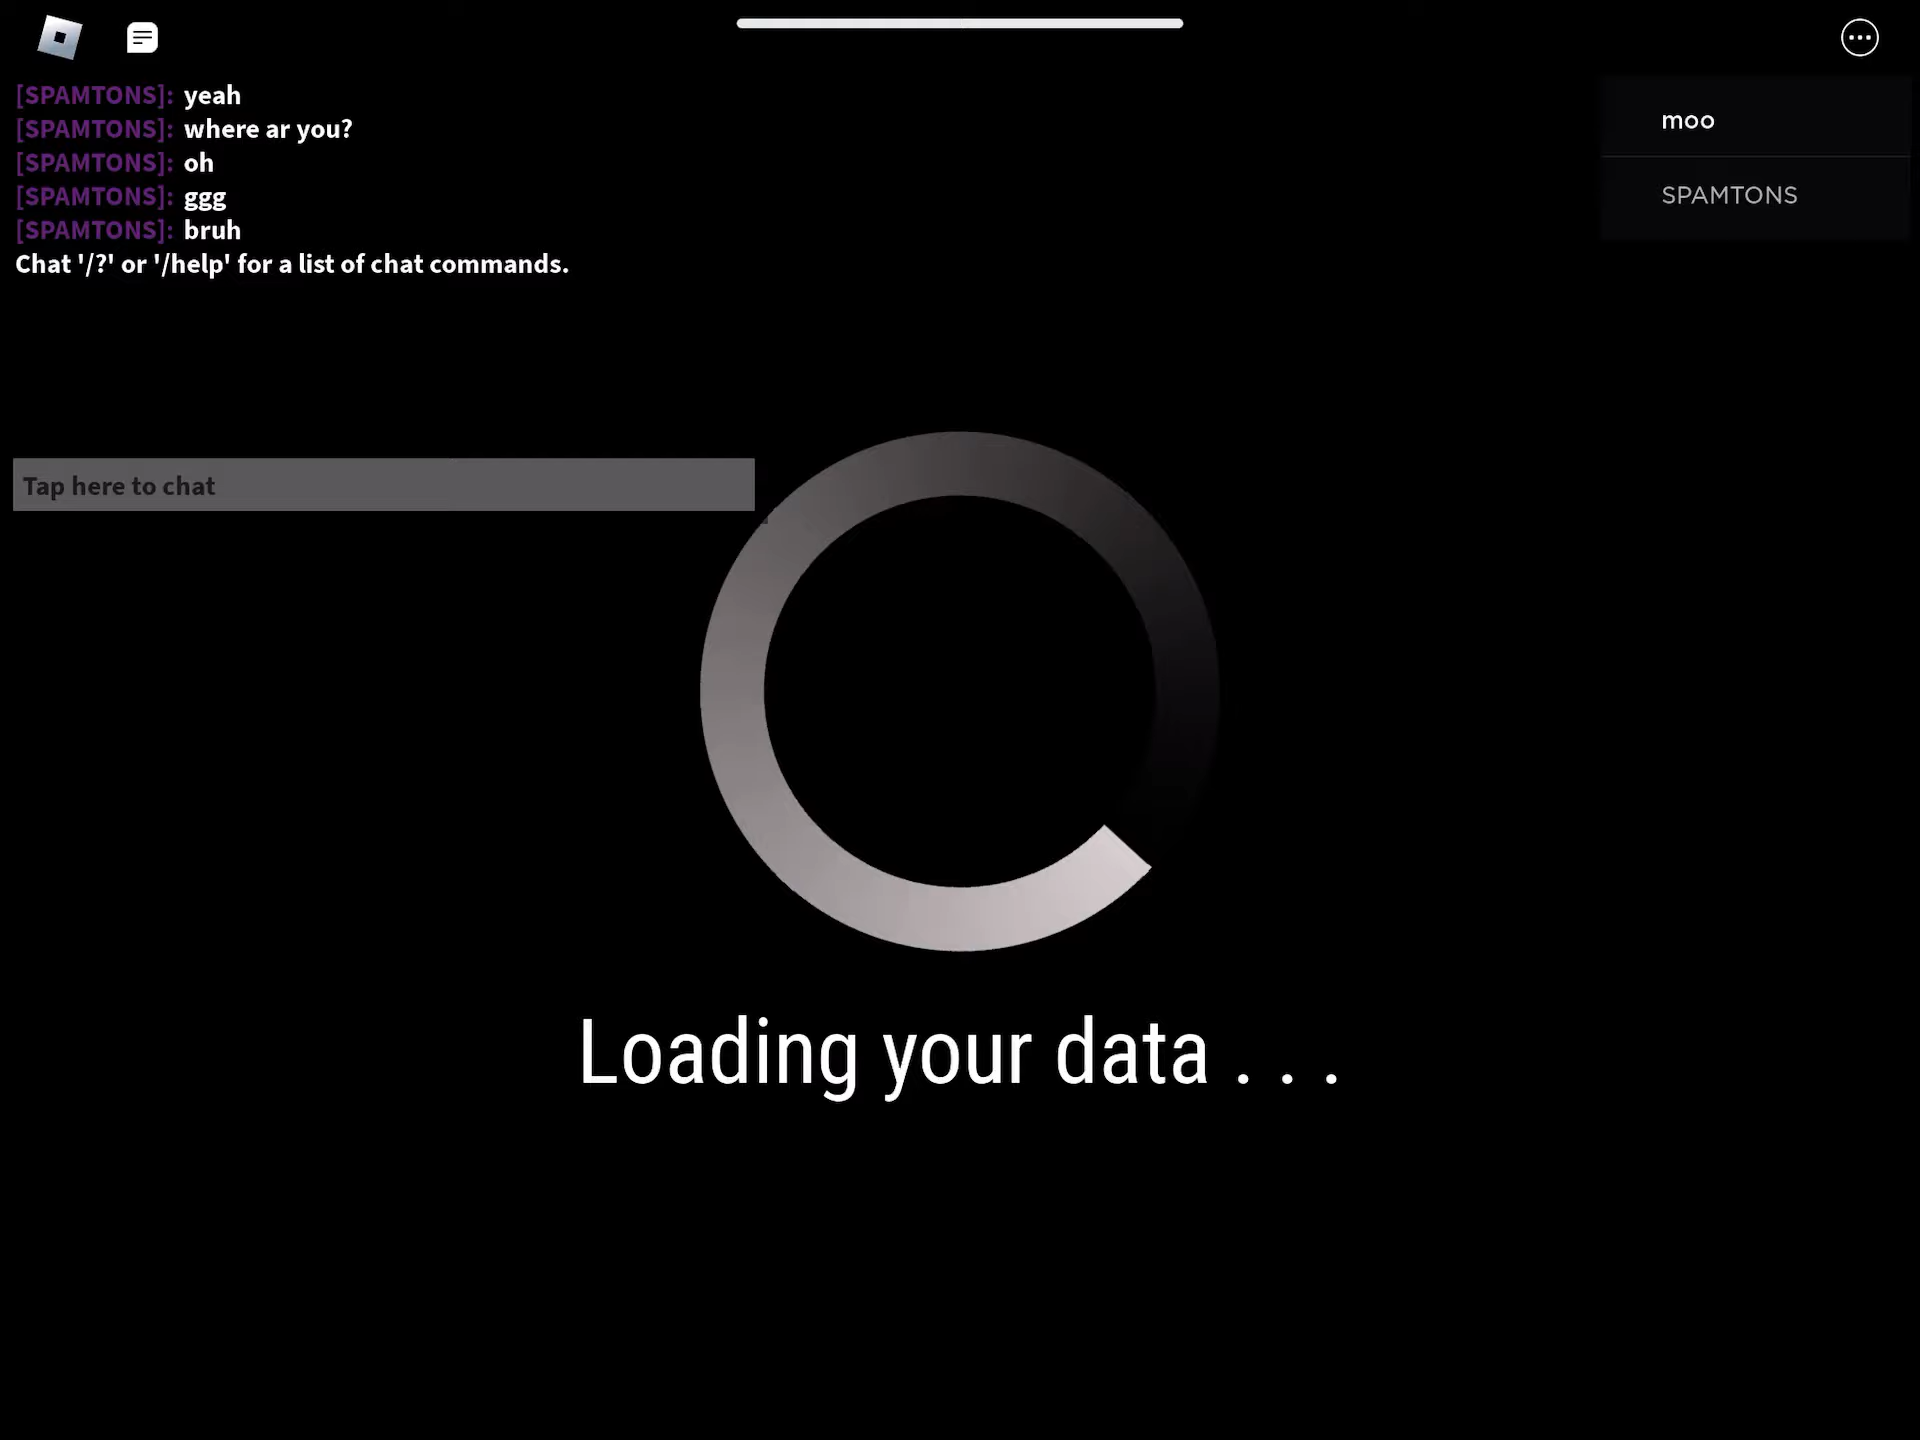 [SPAMTONS]: yeah
[SPAMTONS]: where ar you?
[SPAMTONS]: oh
[SPAMTONS]: ggg
[SPAMTONS]: bruh
Chat '/?' or '/help' for a list of chat commands.
moo
SPAMTONS
Tap here to chat
Loading your data . . .